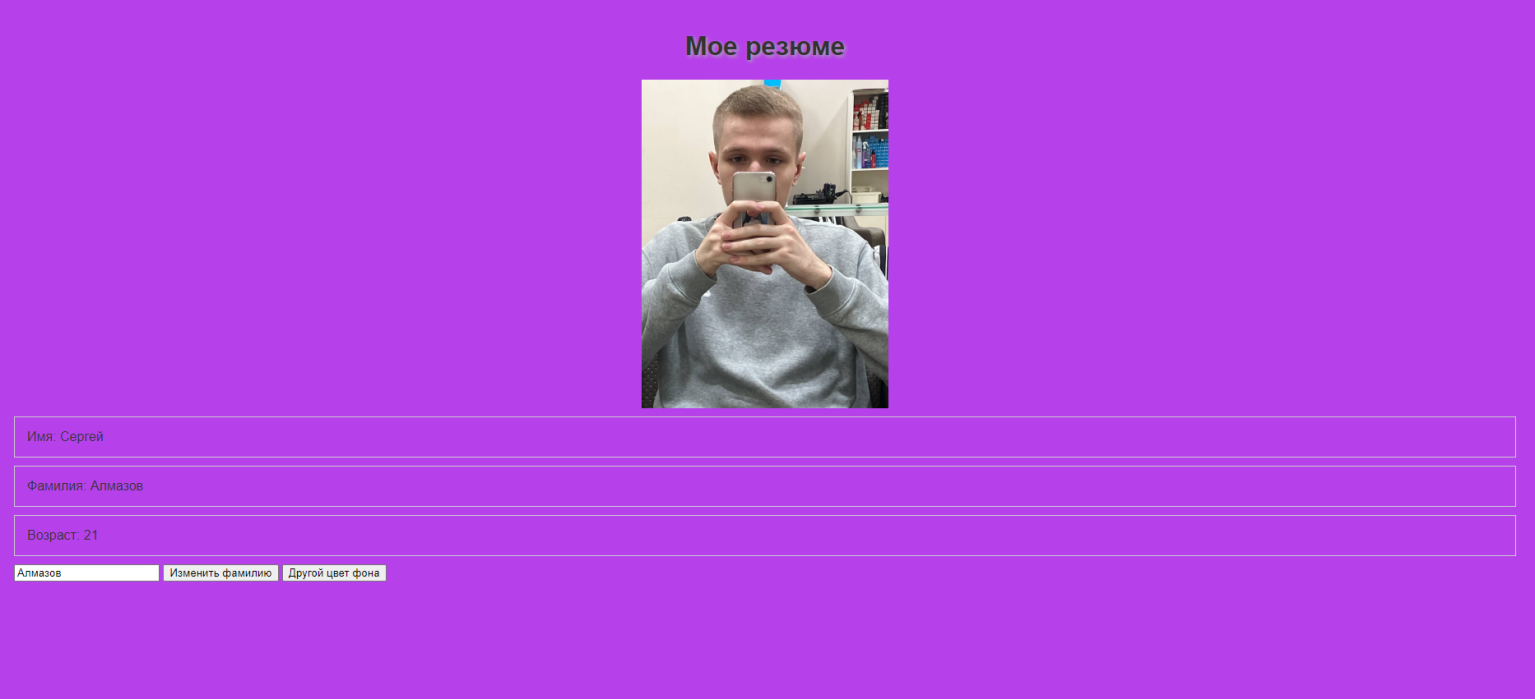 Мое резюме
Имя: Сергей
Фамилия: Алмазов
Возраст: 21
Алмазов Изменить фамилию Другой цвет фона